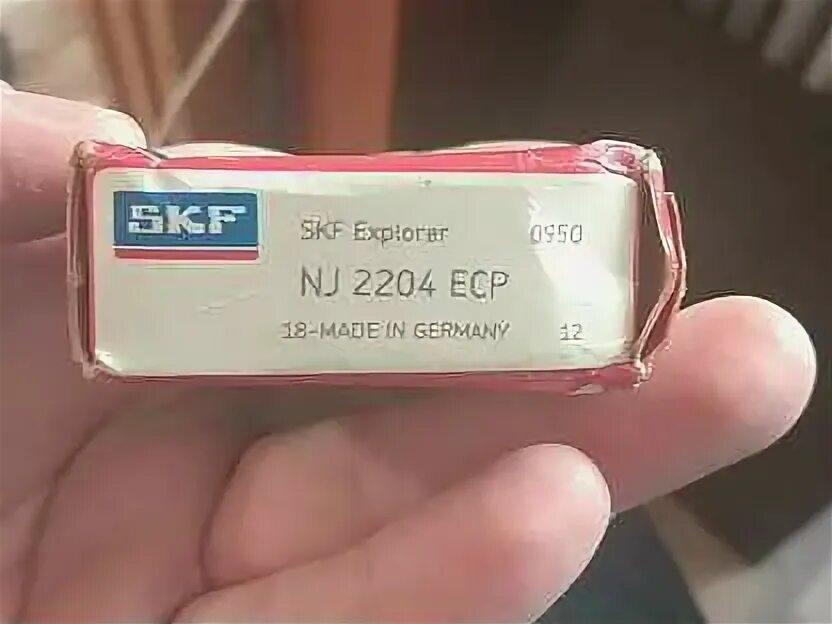 SKF
SKF Explorer 0950
NJ 2204 ECP
18-MADE IN GERMANY 12